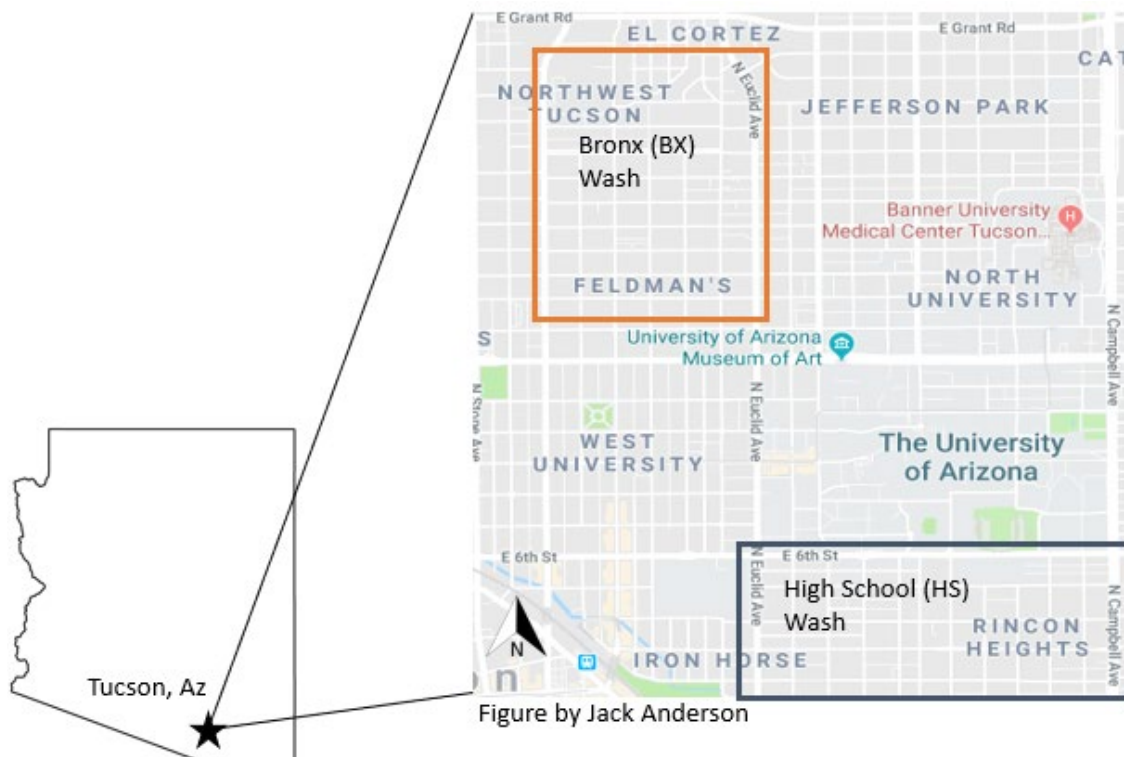 E Grant Rd
EL CORTEZ
E Grant Rd
CAT
N Euclid Ave
NORTHWEST
TUCSON
JEFFERSON PARK
Bronx (BX)
Wash
Banner University
Medical Center Tucson...
H
FELDMAN'S
NORTH
UNIVERSITY
N Campbell Ave
S
University of Arizona
Museum of Art
N Stone Ave
N Euclid Ave
WEST
UNIVERSITY
The University
of Arizona
E 6th St
N Euclid Ave
E 6th St
High School (HS)
Wash
N Campbell Ave
RINCON
HEIGHTS
N
IRON HORSE
on
Tucson, Az
Figure by Jack Anderson